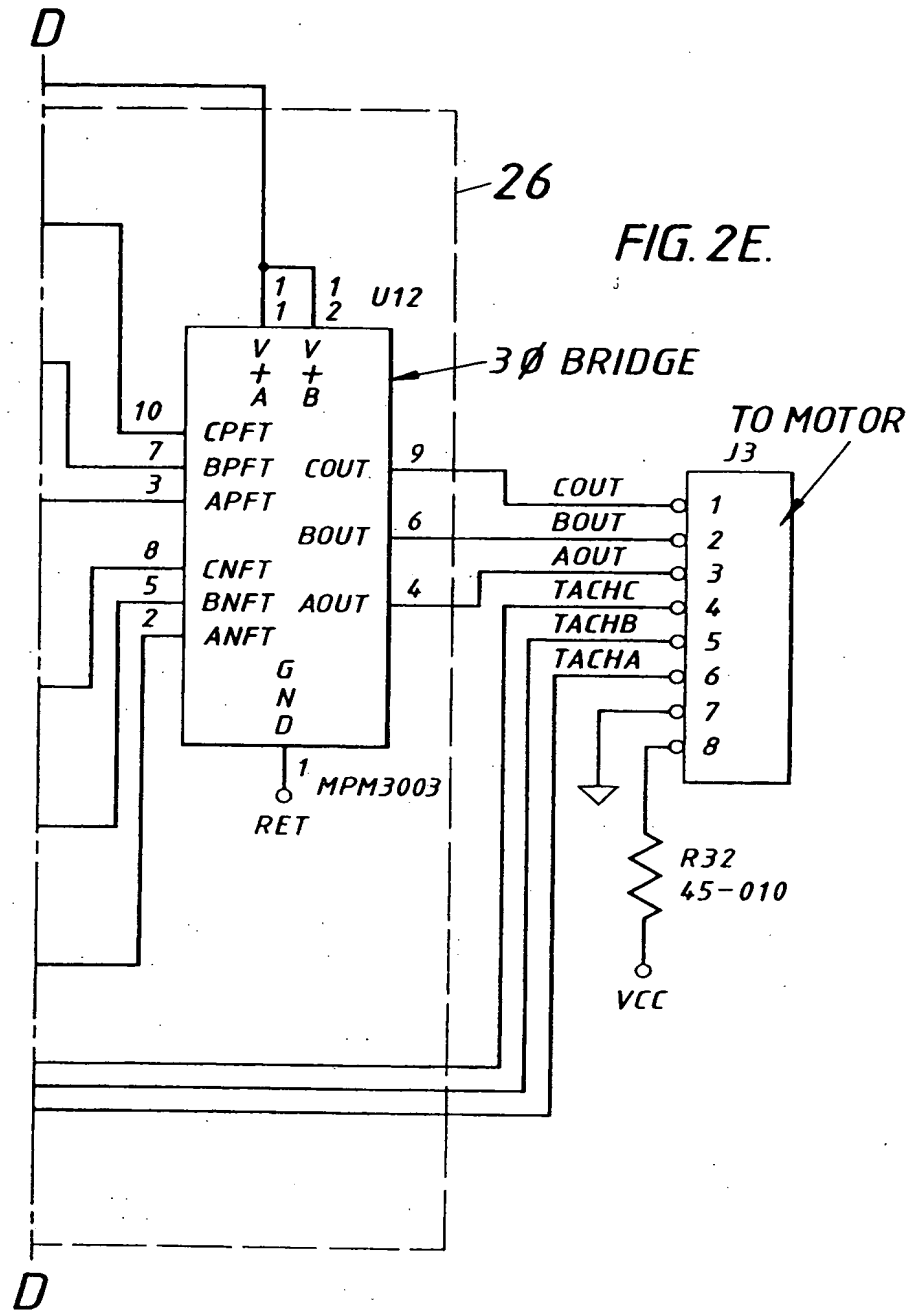 D
26
FIG. 2E.
1 1
1 2
U12
V+A V+B
3Ø BRIDGE
TO MOTOR
J3
10 CPFT
7 BPFT
3 APFT
8 CNFT
5 BNFT
2 ANFT
COUT 9
BOUT 6
AOUT 4
GND
1
MPM3003
RET
COUT 1
BOUT 2
AOUT 3
TACHC 4
TACHB 5
TACHA 6
7
8
R32
45-010
VCC
D